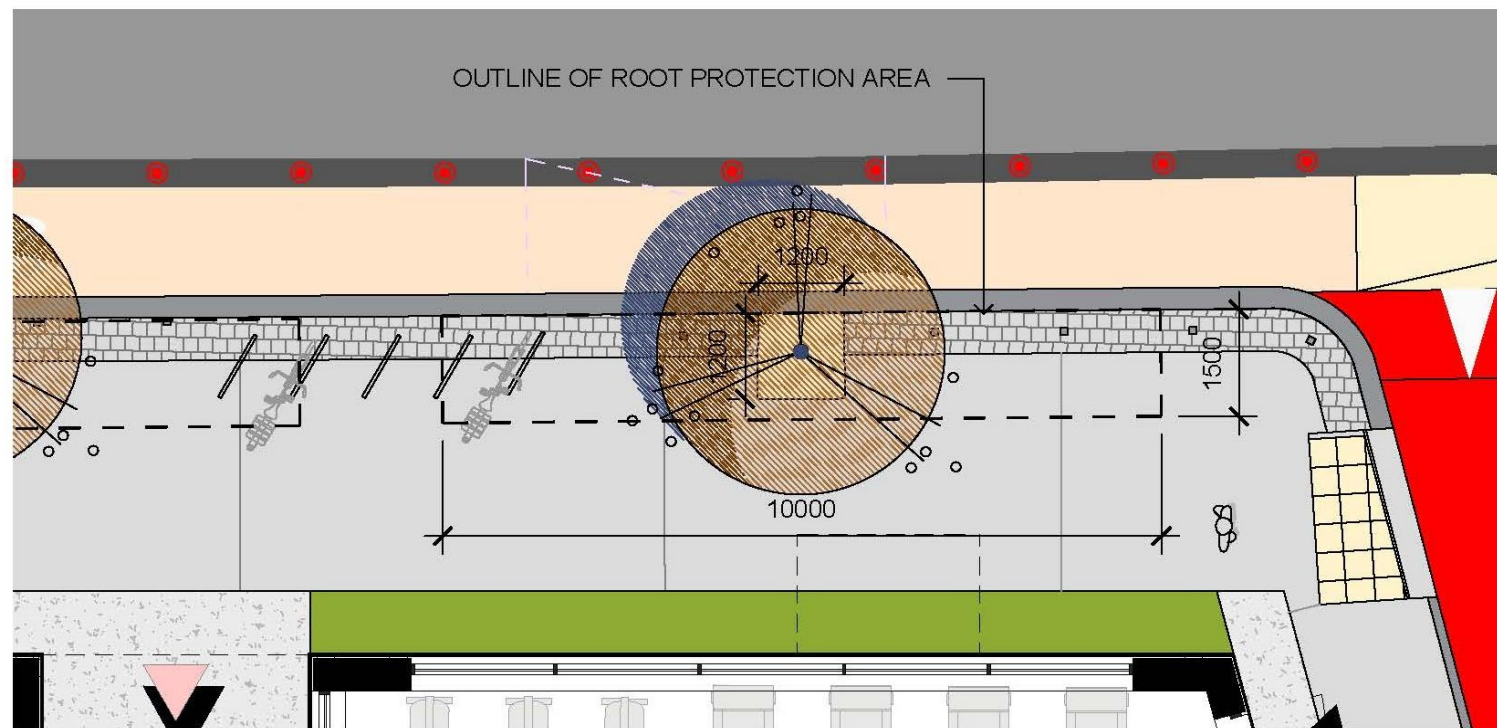 OUTLINE OF ROOT PROTECTION AREA
1200
1200
1500
10000